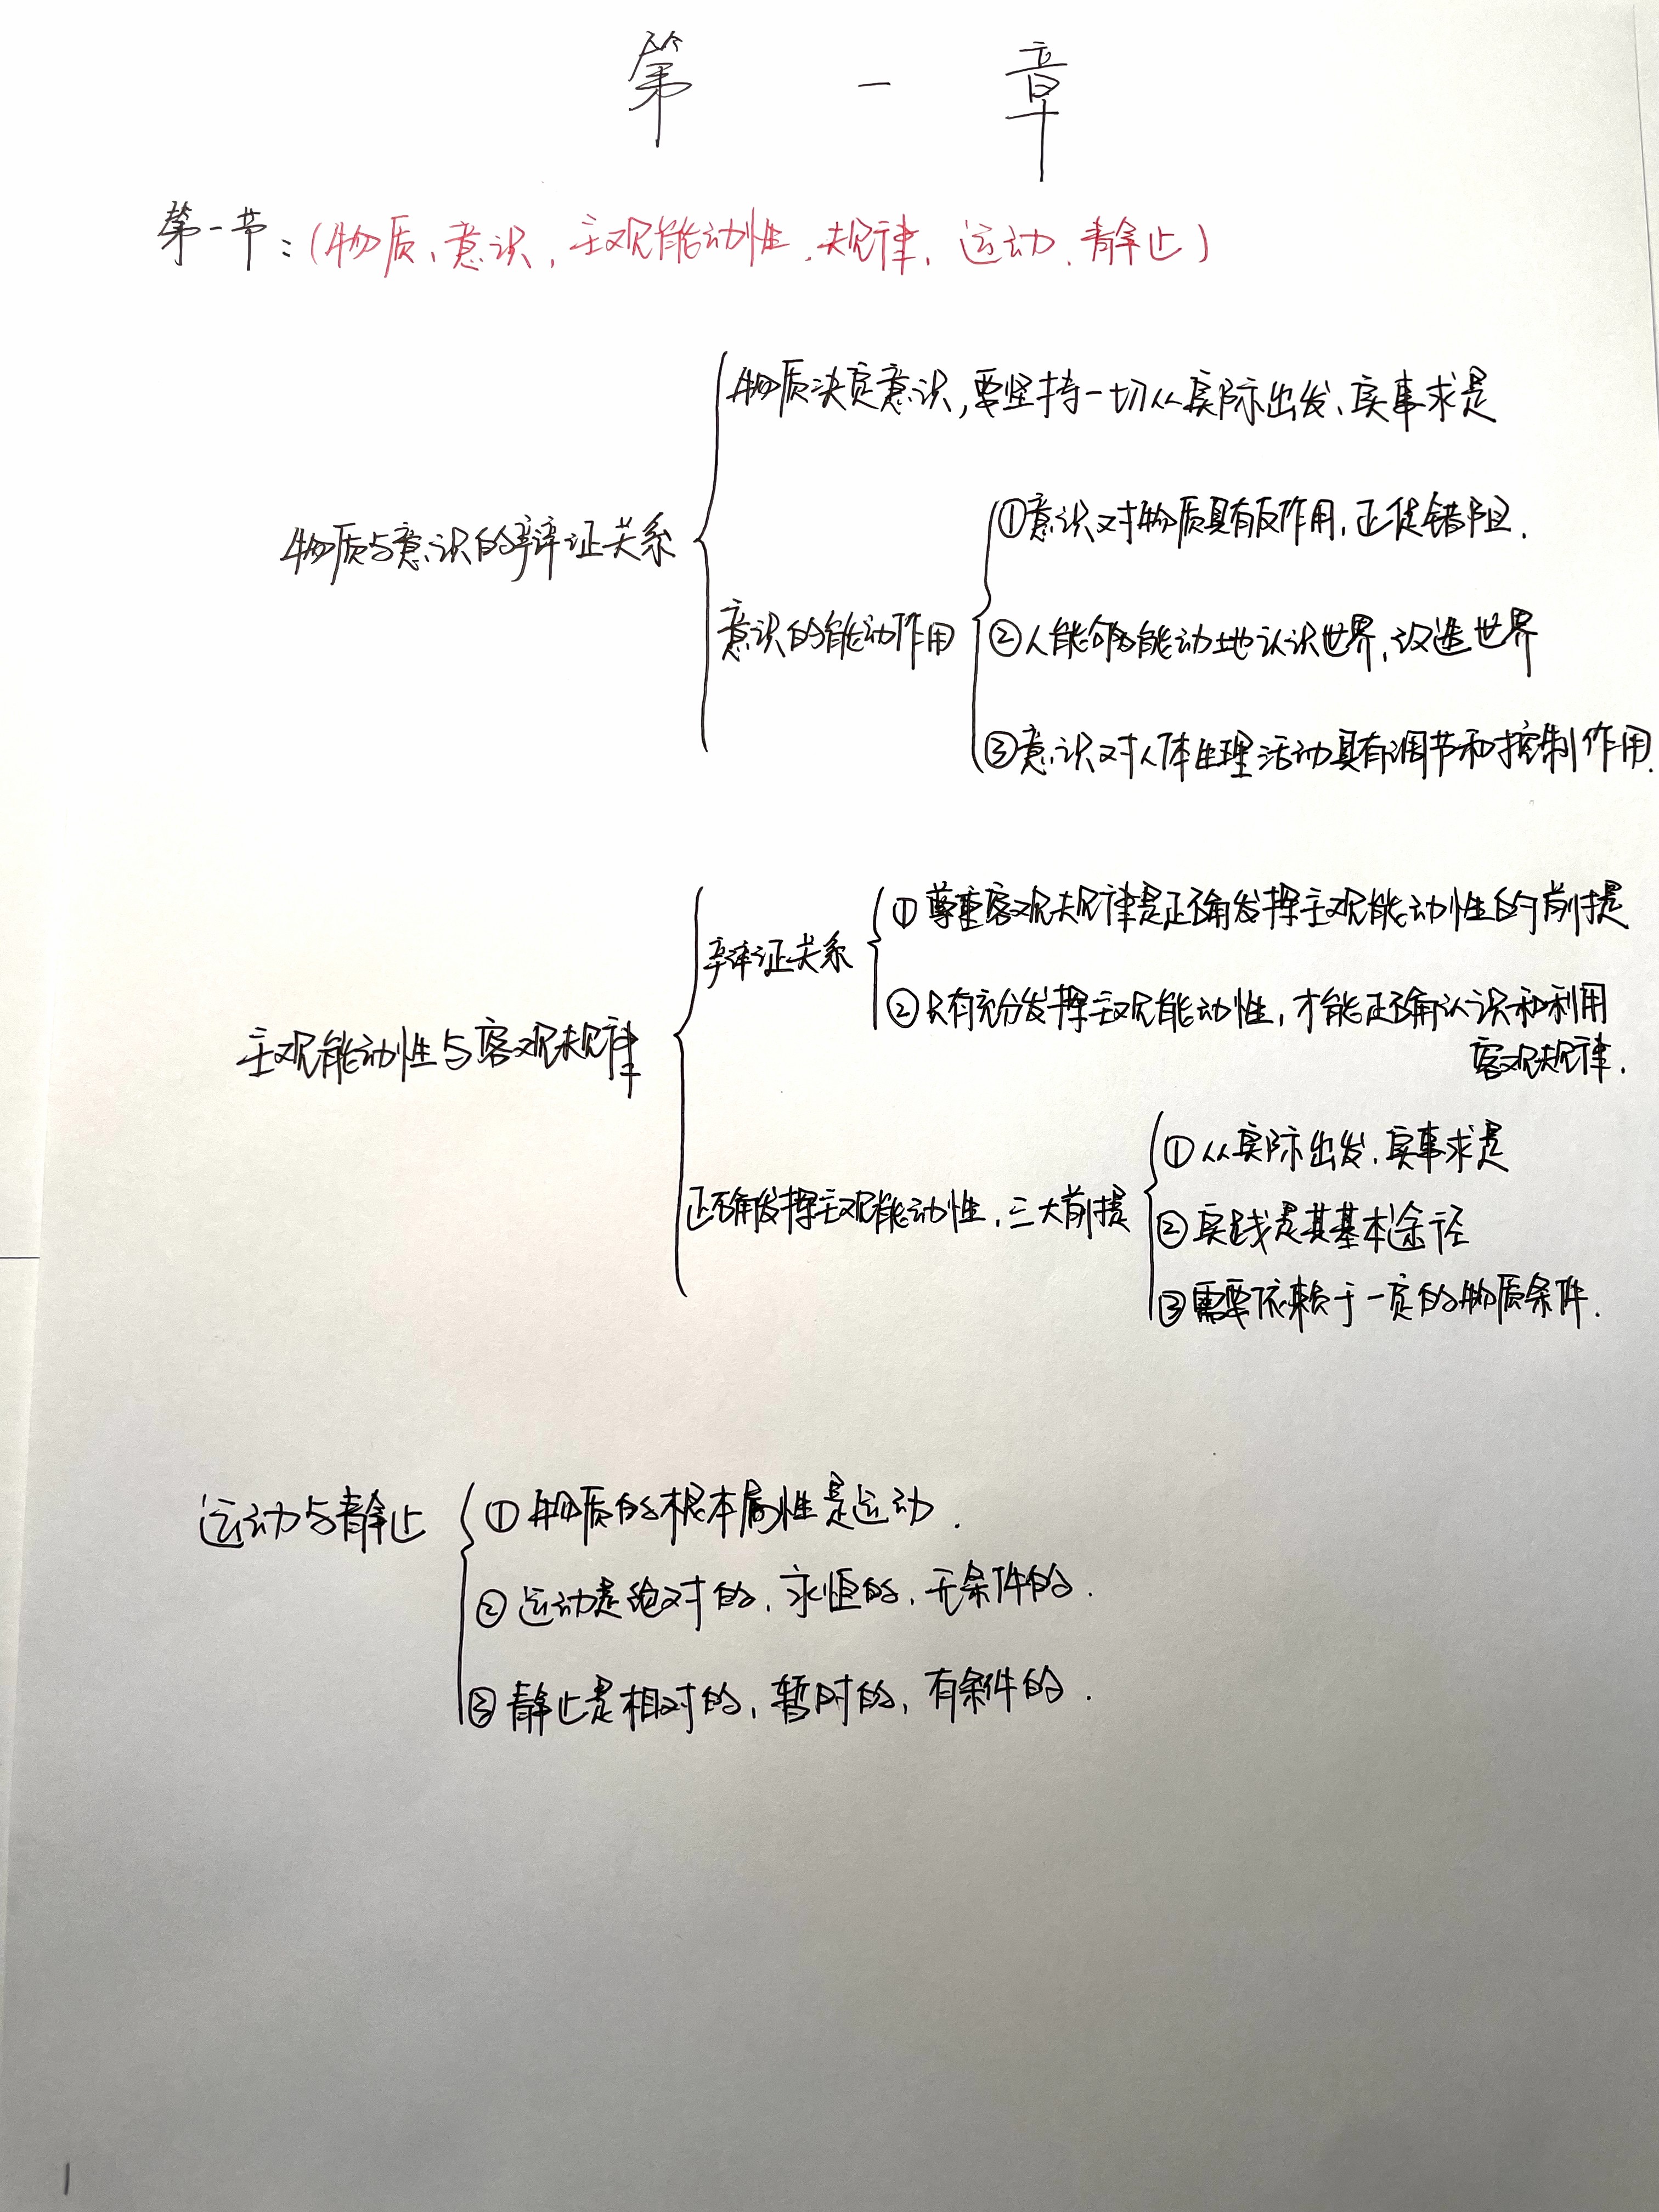 第一章
第一节：(物质、意识、主观能动性、规律、运动、静止)
物质决定意识，要坚持一切从实际出发、实事求是
物质与意识的辩证关系
①意识对物质具有反作用，正促错阻.
意识的能动作用
②人能够能动地认识世界，改造世界
③意识对人体生理活动具有调节和控制作用.
①尊重客观规律是正确发挥主观能动性的前提
辩证关系
②只有充分发挥主观能动性，才能正确认识和利用
客观规律.
主观能动性与客观规律
①从实际出发，实事求是
正确发挥主观能动性，三大前提
②实践是其基本途径
③需要依赖于一定的物质条件.
运动与静止
①物质的根本属性是运动.
②运动是绝对的，永恒的，无条件的.
③静止是相对的，暂时的，有条件的.
1